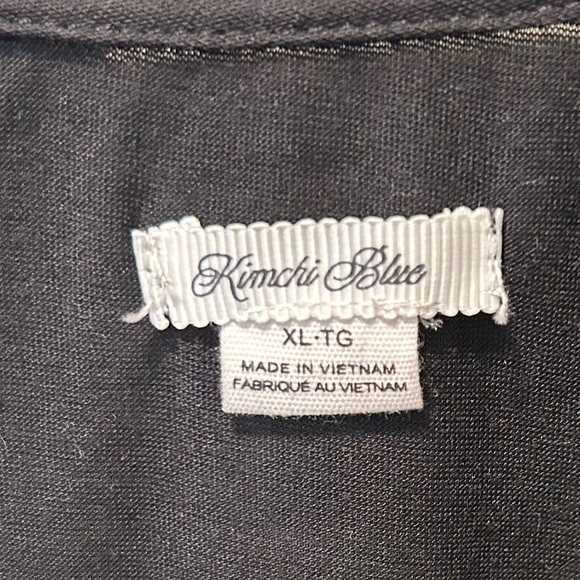 Kimchi Blue
XL·TG
MADE IN VIETNAM
FABRIQUÉ AU VIETNAM